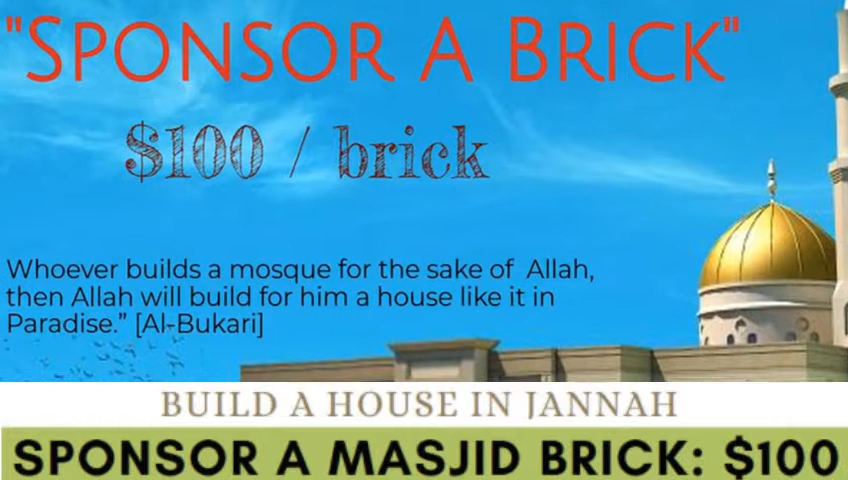 "SPONSOR A BRICK"
$100 / brick
Whoever builds a mosque for the sake of Allah,
then Allah will build for him a house like it in
Paradise.” [Al-Bukari]
BUILD A HOUSE IN JANNAH
SPONSOR A MASJID BRICK: $100